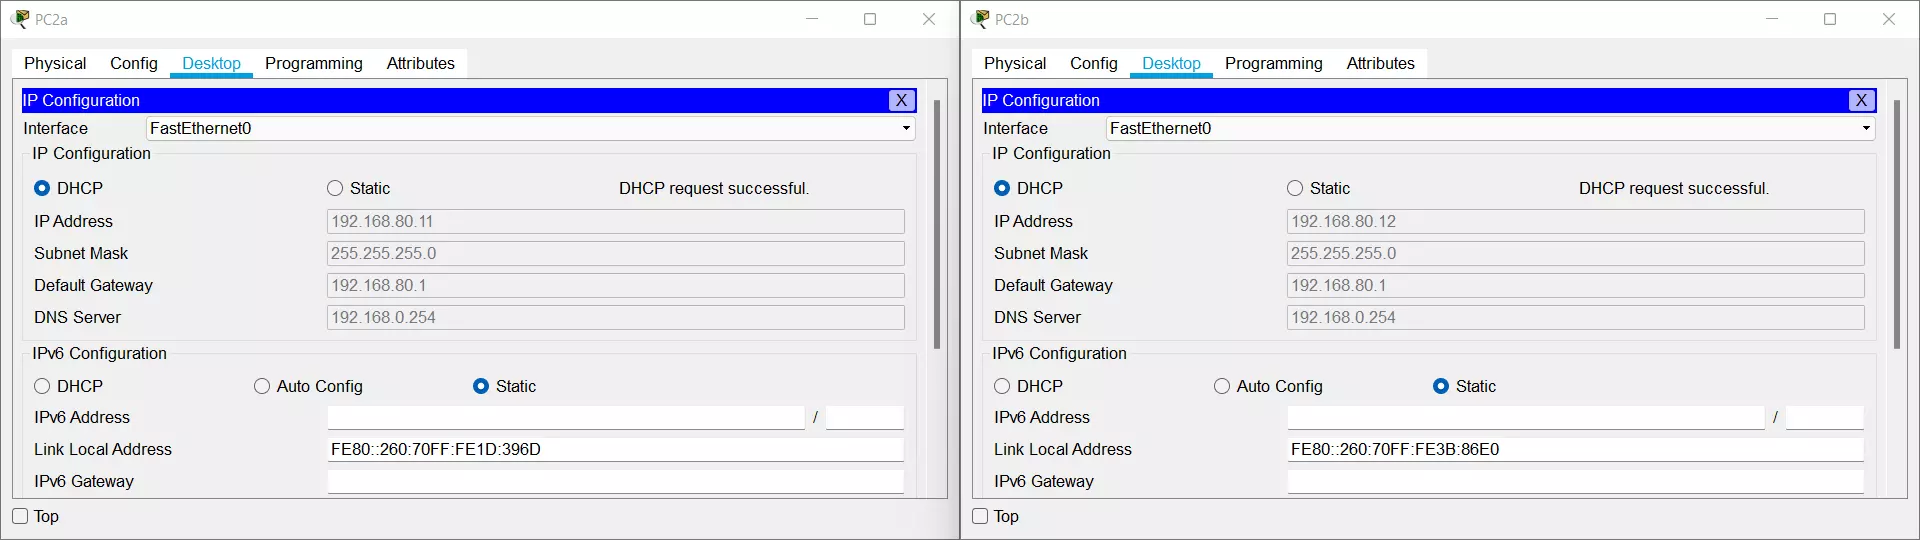 PC2a
Physical Config Desktop Programming Attributes
IP Configuration X
Interface FastEthernet0
IP Configuration
DHCP Static DHCP request successful.
IP Address 192.168.80.11
Subnet Mask 255.255.255.0
Default Gateway 192.168.80.1
DNS Server 192.168.0.254
IPv6 Configuration
DHCP Auto Config Static
IPv6 Address /
Link Local Address FE80::260:70FF:FE1D:396D
IPv6 Gateway
Top
PC2b
Physical Config Desktop Programming Attributes
IP Configuration X
Interface FastEthernet0
IP Configuration
DHCP Static DHCP request successful.
IP Address 192.168.80.12
Subnet Mask 255.255.255.0
Default Gateway 192.168.80.1
DNS Server 192.168.0.254
IPv6 Configuration
DHCP Auto Config Static
IPv6 Address /
Link Local Address FE80::260:70FF:FE3B:86E0
IPv6 Gateway
Top